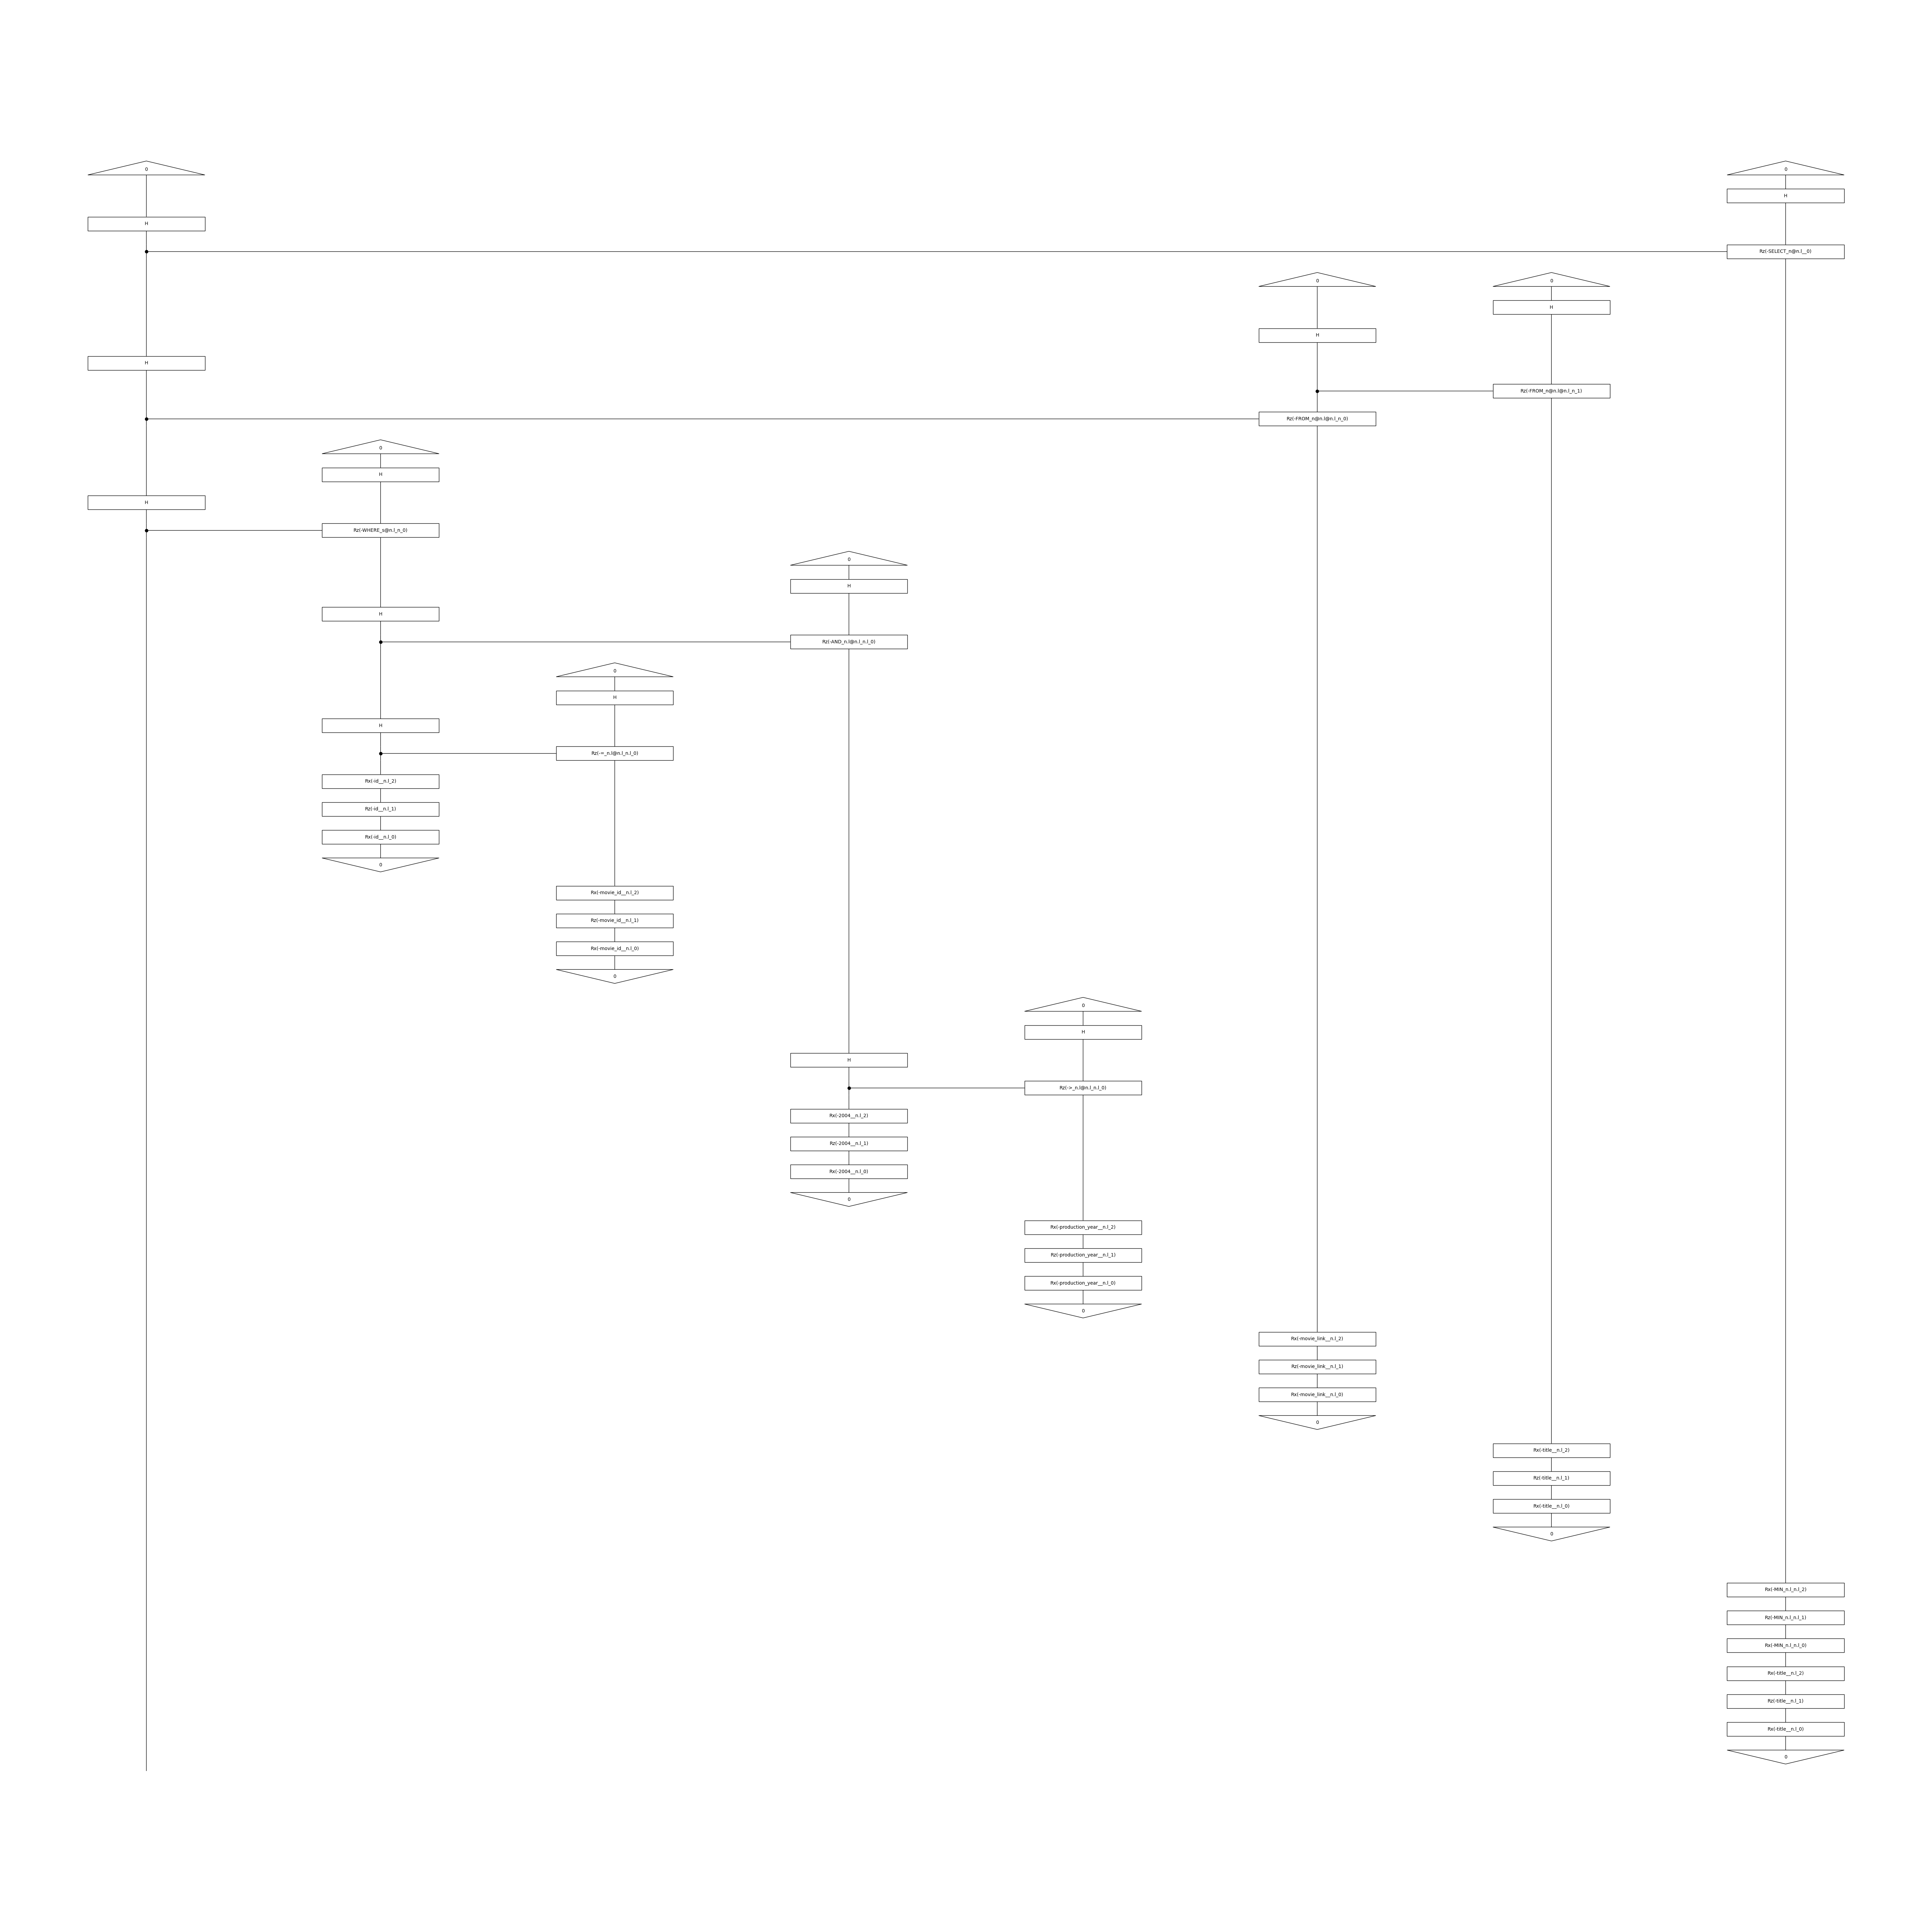 0
0
H
H
Rz(-SELECT_n@n.l__0)
0
0
H
H
H
Rz(-FROM_n@n.l@n.l_n_1)
Rz(-FROM_n@n.l@n.l_n_0)
0
H
H
Rz(-WHERE_s@n.l_n_0)
0
H
H
Rz(-AND_n.l@n.l_n.l_0)
0
H
H
Rz(-=_n.l@n.l_n.l_0)
Rx(-id__n.l_2)
Rz(-id__n.l_1)
Rx(-id__n.l_0)
0
Rx(-movie_id__n.l_2)
Rz(-movie_id__n.l_1)
Rx(-movie_id__n.l_0)
0
0
H
H
Rz(->_n.l@n.l_n.l_0)
Rx(-2004__n.l_2)
Rz(-2004__n.l_1)
Rx(-2004__n.l_0)
0
Rx(-production_year__n.l_2)
Rz(-production_year__n.l_1)
Rx(-production_year__n.l_0)
0
Rx(-movie_link__n.l_2)
Rz(-movie_link__n.l_1)
Rx(-movie_link__n.l_0)
0
Rx(-title__n.l_2)
Rz(-title__n.l_1)
Rx(-title__n.l_0)
0
Rx(-MIN_n.l_n.l_2)
Rz(-MIN_n.l_n.l_1)
Rx(-MIN_n.l_n.l_0)
Rx(-title__n.l_2)
Rz(-title__n.l_1)
Rx(-title__n.l_0)
0